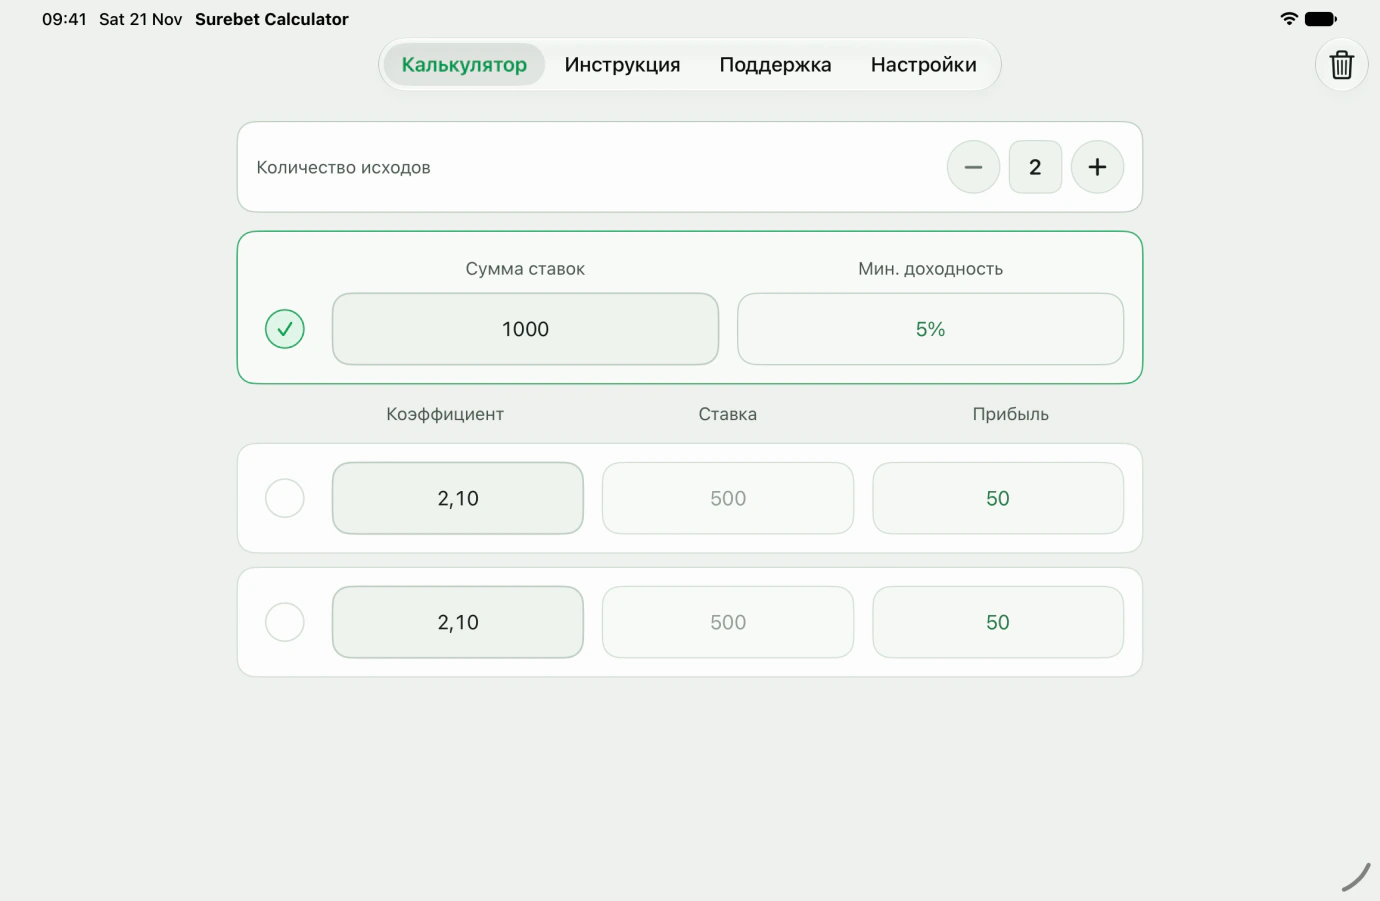 09:41 Sat 21 Nov Surebet Calculator
Калькулятор Инструкция Поддержка Настройки
Количество исходов − 2 +
Сумма ставок Мин. доходность
1000 5%
Коэффициент Ставка Прибыль
2,10 500 50
2,10 500 50